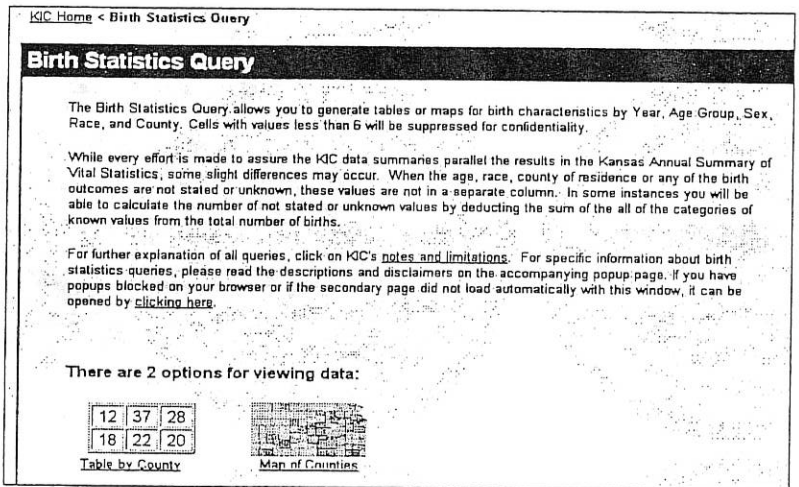 KIC Home < Birth Statistics Query
Birth Statistics Query
The Birth Statistics Query allows you to generate tables or maps for birth characteristics by Year, Age Group, Sex,
Race, and County. Cells with values less than 6 will be suppressed for confidentiality.
While every effort is made to assure the KIC data summaries parallel the results in the Kansas Annual Summary of
Vital Statistics, some slight differences may occur. When the age, race, county of residence or any of the birth
outcomes are not stated or unknown, these values are not in a separate column. In some instances you will be
able to calculate the number of not stated or unknown values by deducting the sum of the all of the categories of
known values from the total number of births.
For further explanation of all queries, click on KIC's notes and limitations. For specific information about birth
statistics queries, please read the descriptions and disclaimers on the accompanying popup page. If you have
popups blocked on your browser or if the secondary page did not load automatically with this window, it can be
opened by clicking here.
There are 2 options for viewing data:
12 37 28
18 22 20
Table by County Map of Counties